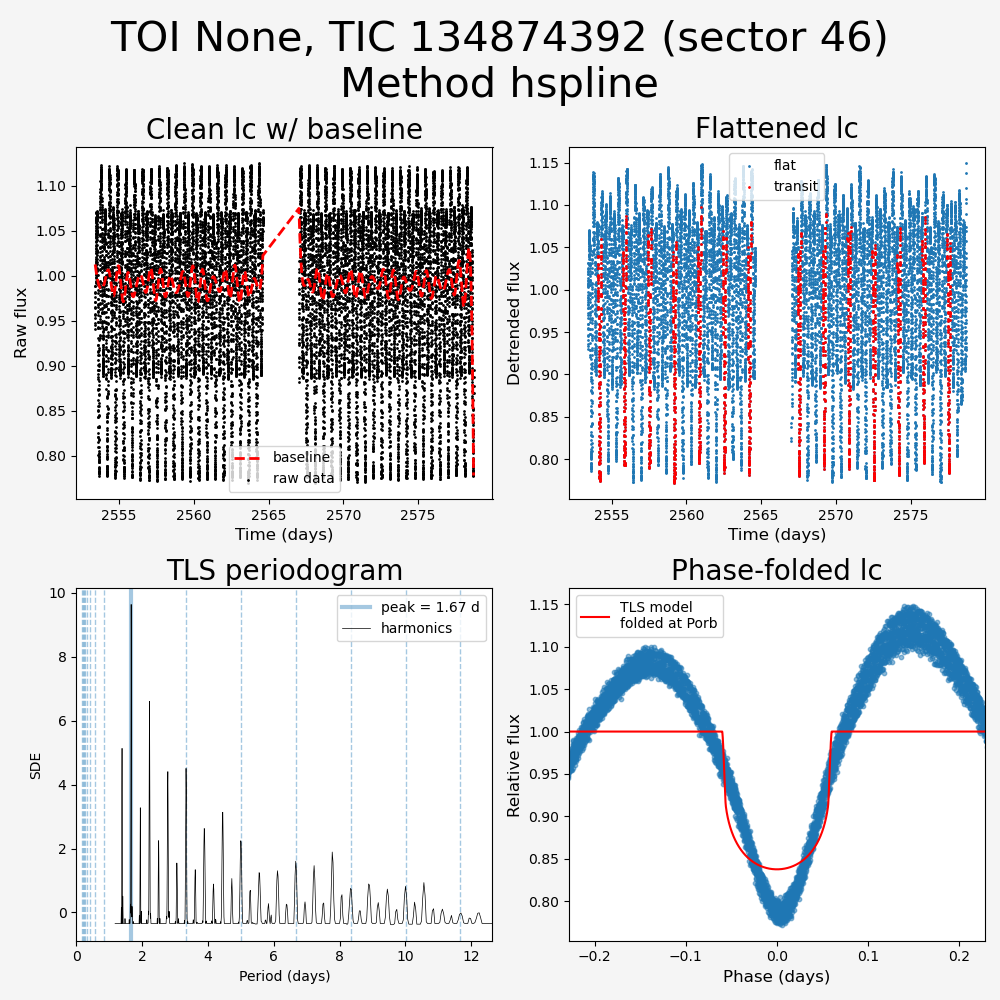 TOI None, TIC 134874392 (sector 46)
Method hspline
Clean lc w/ baseline
Raw flux
1.10
1.05
1.00
0.95
0.90
0.85
0.80
baseline
raw data
2555
2560
2565
2570
2575
Time (days)
Flattened lc
Detrended flux
1.15
1.10
1.05
1.00
0.95
0.90
0.85
0.80
flat
transit
2555
2560
2565
2570
2575
Time (days)
TLS periodogram
SDE
10
8
6
4
2
0
peak = 1.67 d
harmonics
0
2
4
6
8
10
12
Period (days)
Phase-folded lc
Relative flux
1.15
1.10
1.05
1.00
0.95
0.90
0.85
0.80
TLS model
folded at Porb
−0.2
−0.1
0.0
0.1
0.2
Phase (days)